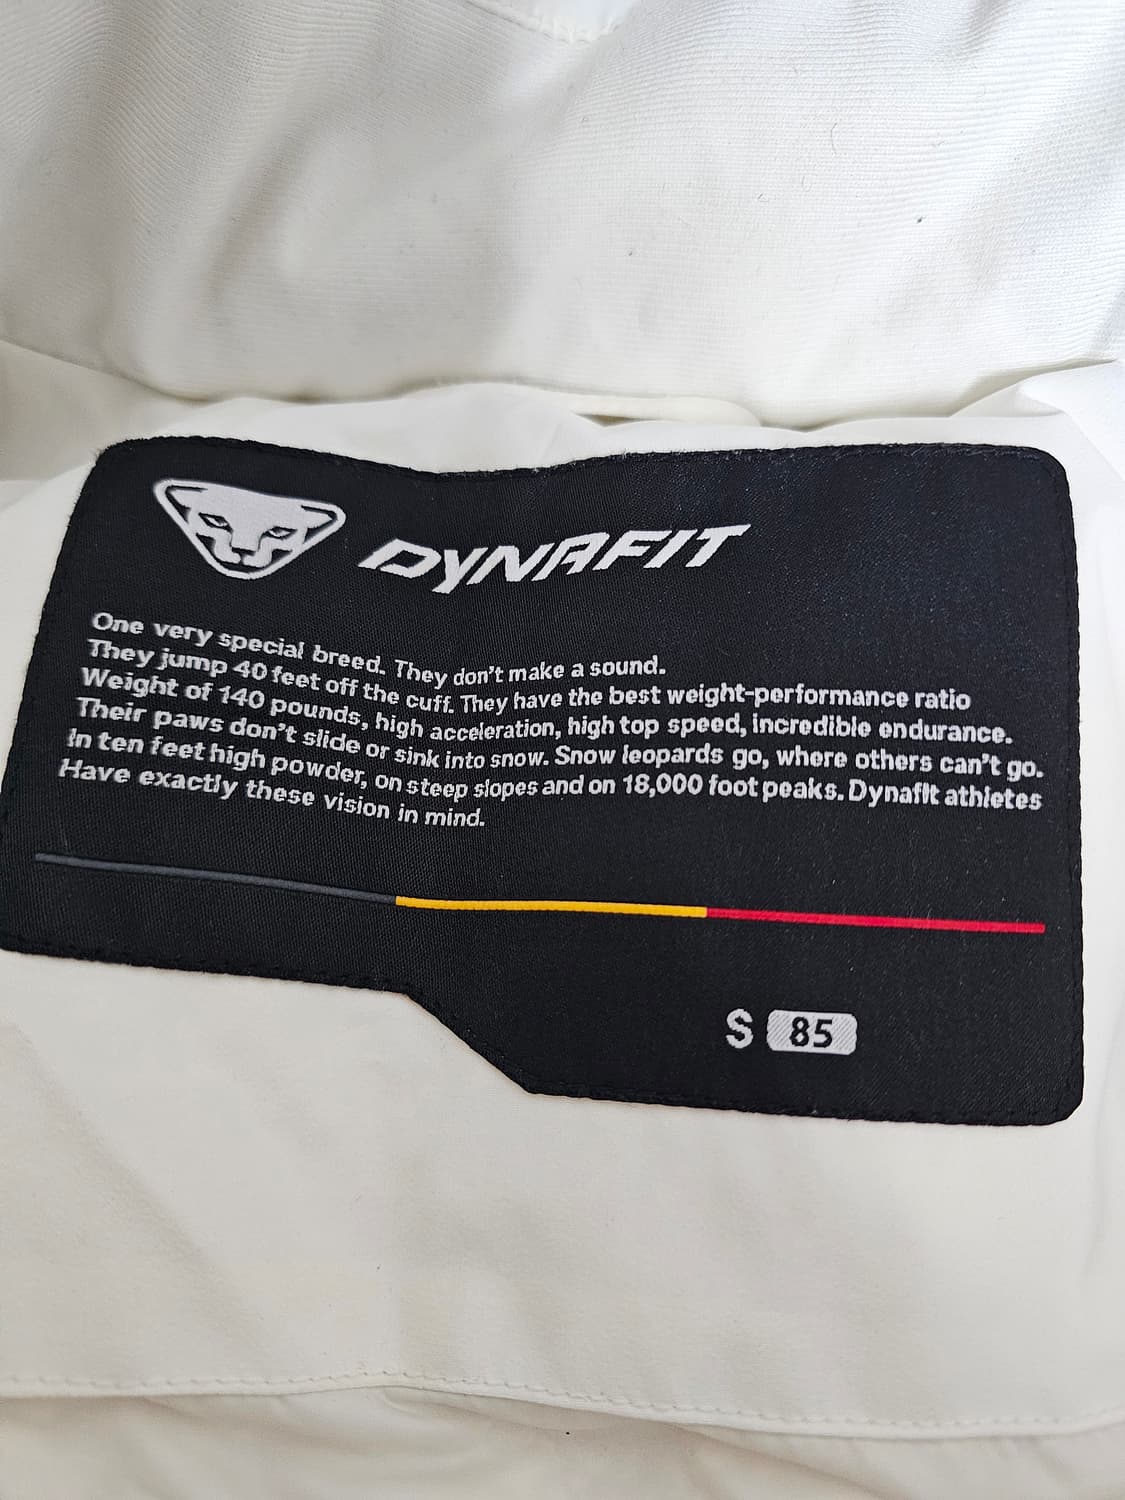 DYNAFIT
One very special breed. They don't make a sound.
They jump 40 feet off the cuff. They have the best weight-performance ratio
Weight of 140 pounds, high acceleration, high top speed, incredible endurance.
Their paws don't slide or sink into snow. Snow leopards go, where others can't go.
In ten feet high powder, on steep slopes and on 18,000 foot peaks. Dynafit athletes
Have exactly these vision in mind.
S 85